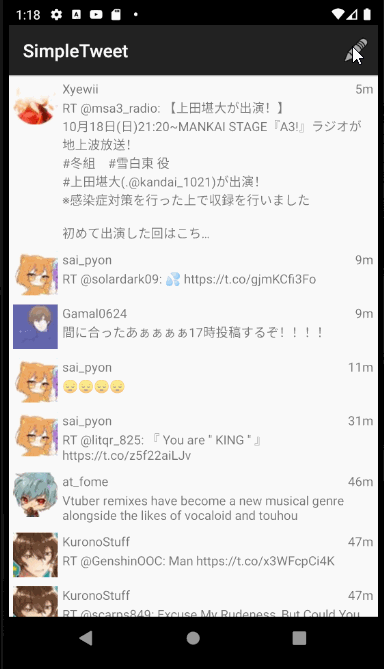 1:18
SimpleTweet
Xyewii 5m
RT @msa3_radio: 【上田堪大が出演！】
10月18日(日)21:20~MANKAI STAGE『A3!』ラジオが
地上波放送！
#冬組　#雪白東 役
#上田堪大(.@kandai_1021)が出演！
※感染症対策を行った上で収録を行いました
初めて出演した回はこち…
sai_pyon 9m
RT @solardark09: 💦 https://t.co/gjmKCfi3Fo
Gamal0624 9m
間に合ったあぁぁぁぁ17時投稿するぞ！！！！
sai_pyon 11m
😞😞😞😞
sai_pyon 31m
RT @litqr_825: 『 You are " KING " 』
https://t.co/z5f22aiLJv
at_fome 46m
Vtuber remixes have become a new musical genre
alongside the likes of vocaloid and touhou
KuronoStuff 47m
RT @GenshinOOC: Man https://t.co/x3WFcpCi4K
KuronoStuff 47m
RT @scarps849: Excuse My Rudeness, But Could You